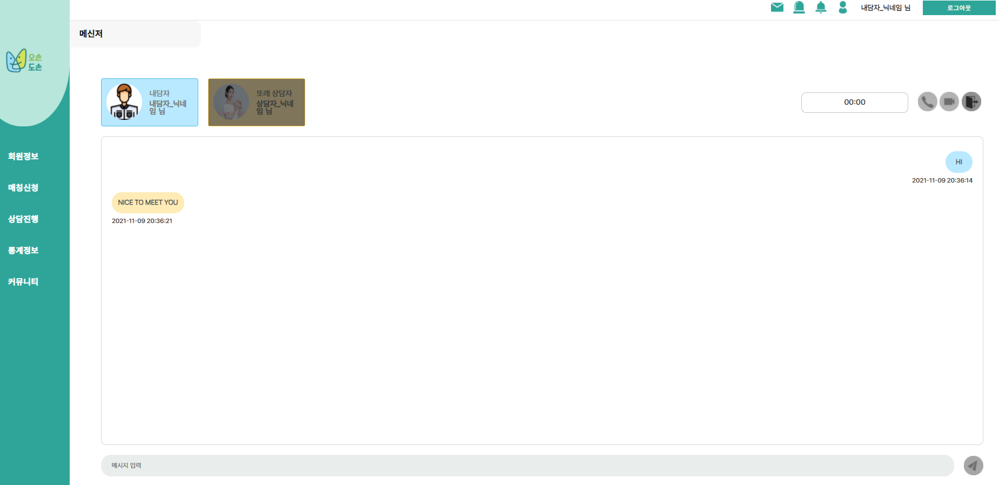 내담자_닉네임 님
로그아웃
메신저
오손
도손
내담자
내담자_닉네
임 님
또래 상담자
상담자_닉네
임 님
00:00
회원정보
매칭신청
상담진행
통계정보
커뮤니티
HI
2021-11-09 20:36:14
NICE TO MEET YOU
2021-11-09 20:36:21
메시지 입력